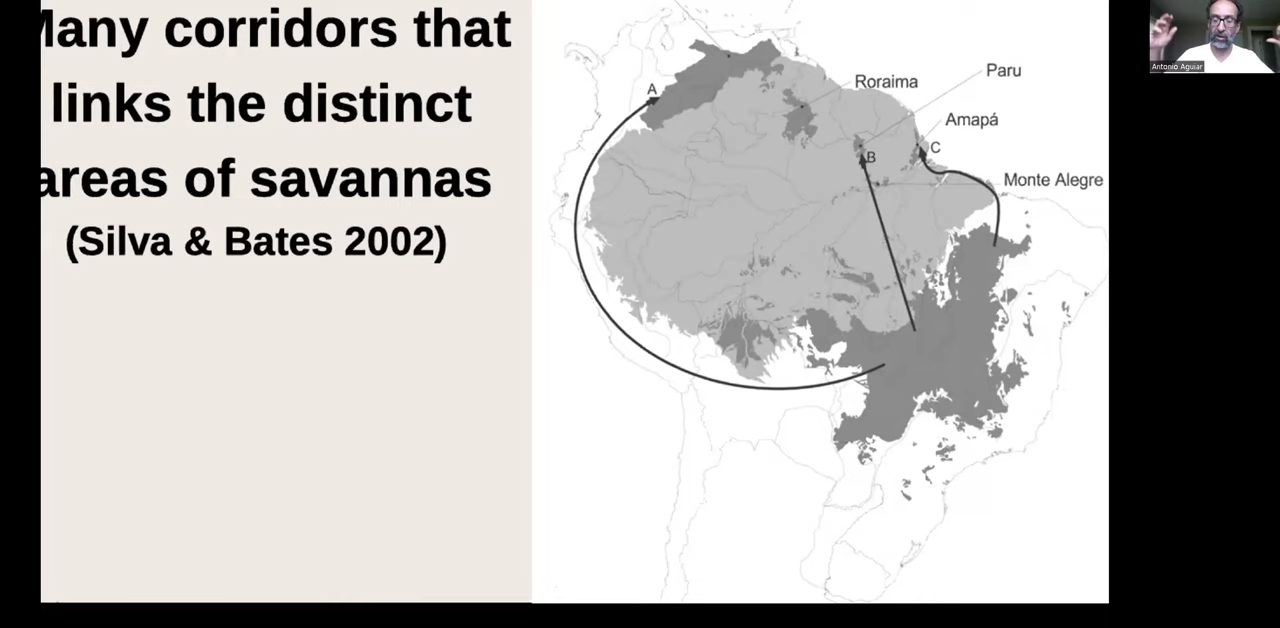 Many corridors that
links the distinct
areas of savannas
(Silva & Bates 2002)
A
Roraima
Paru
Amapá
B
C
Monte Alegre
Antonio Aguiar